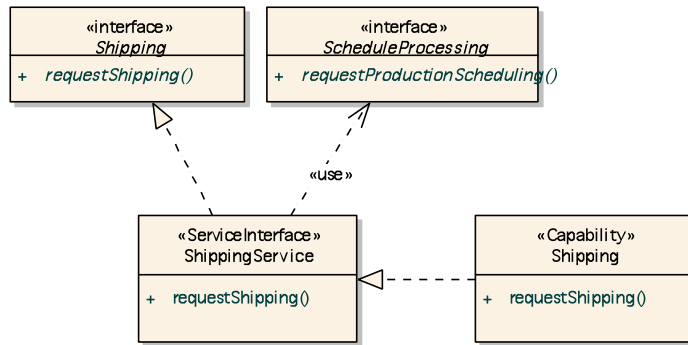 «interface»
Shipping
+ requestShipping()
«interface»
ScheduleProcessing
+ requestProductionScheduling()
«use»
«ServiceInterface»
ShippingService
+ requestShipping()
«Capability»
Shipping
+ requestShipping()